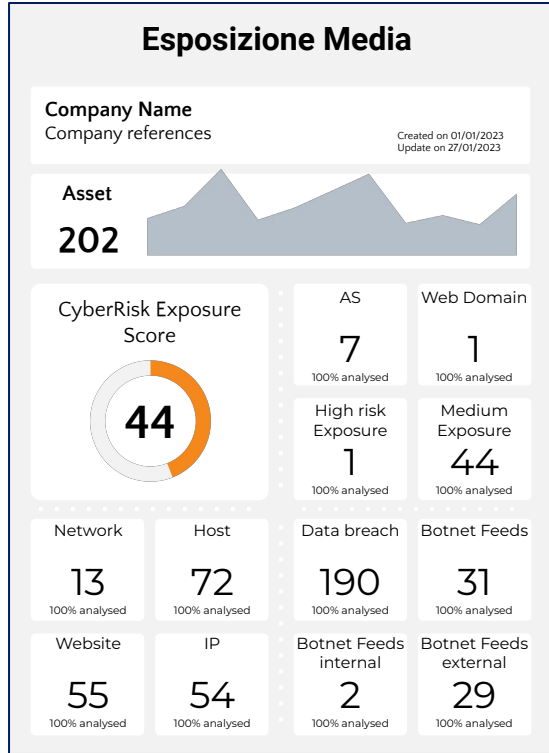 Esposizione Media
Company Name
Company references
Created on 01/01/2023
Update on 27/01/2023
Asset
202
CyberRisk Exposure
Score
44
AS
7
100% analysed
Web Domain
1
100% analysed
High risk
Exposure
1
100% analysed
Medium
Exposure
44
100% analysed
Network
13
100% analysed
Host
72
100% analysed
Data breach
190
100% analysed
Botnet Feeds
31
100% analysed
Website
55
100% analysed
IP
54
100% analysed
Botnet Feeds
internal
2
100% analysed
Botnet Feeds
external
29
100% analysed